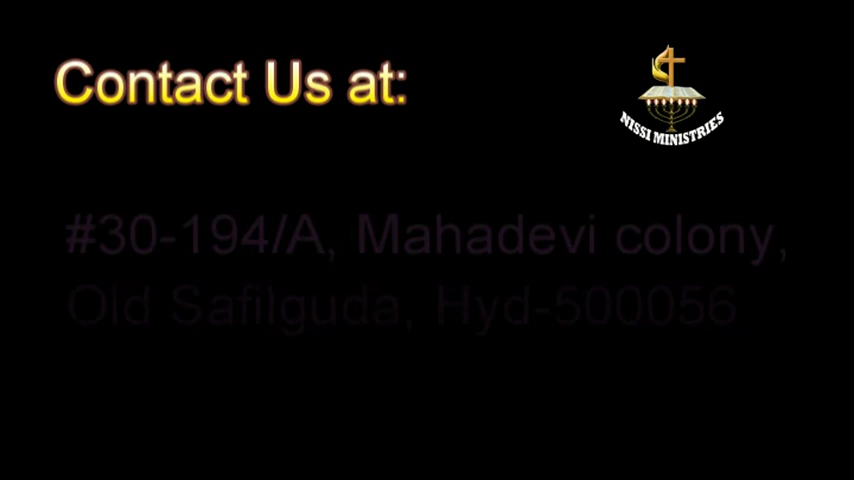 Contact Us at:
NISSI MINISTRIES
#30-194/A, Mahadevi colony,
Old Safilguda, Hyd-500056